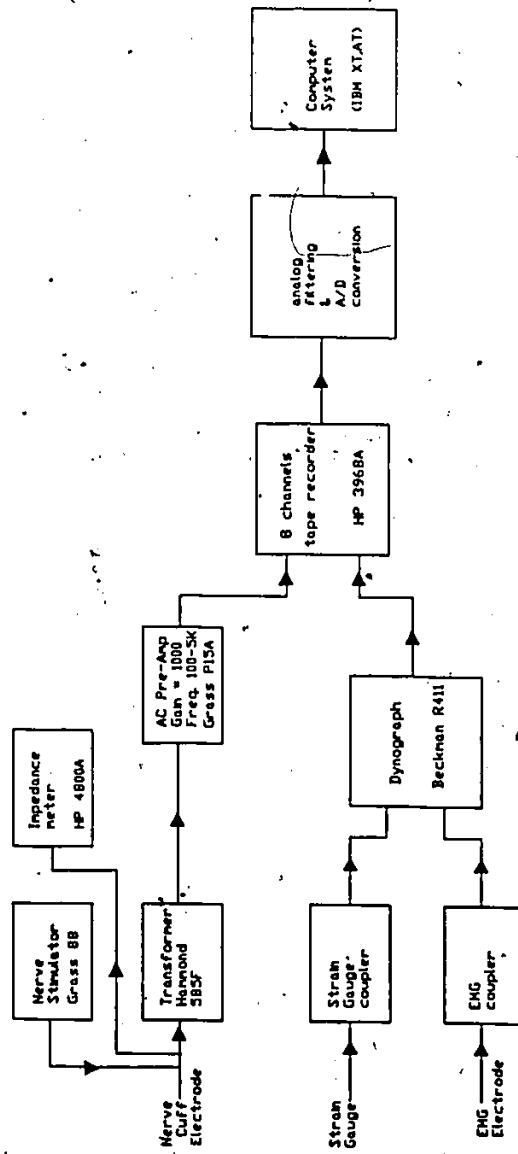 Nerve
Stimulator
Grass 88
Impedance
meter
HP 4800A
Nerve
Cuff
Electrode
Transformer
Hammond
585F
AC Pre-Amp
Gain = 1000
Freq. 100-5K
Grass P15A
Strain
Gauge
Strain
Gauge
coupler
EMG
Electrode
EMG
coupler
Dynograph
Beckman R411
8 channels
tape recorder
HP 3968A
analog
filtering
&
A/D
conversion
Computer
System
(IBM XT,AT)